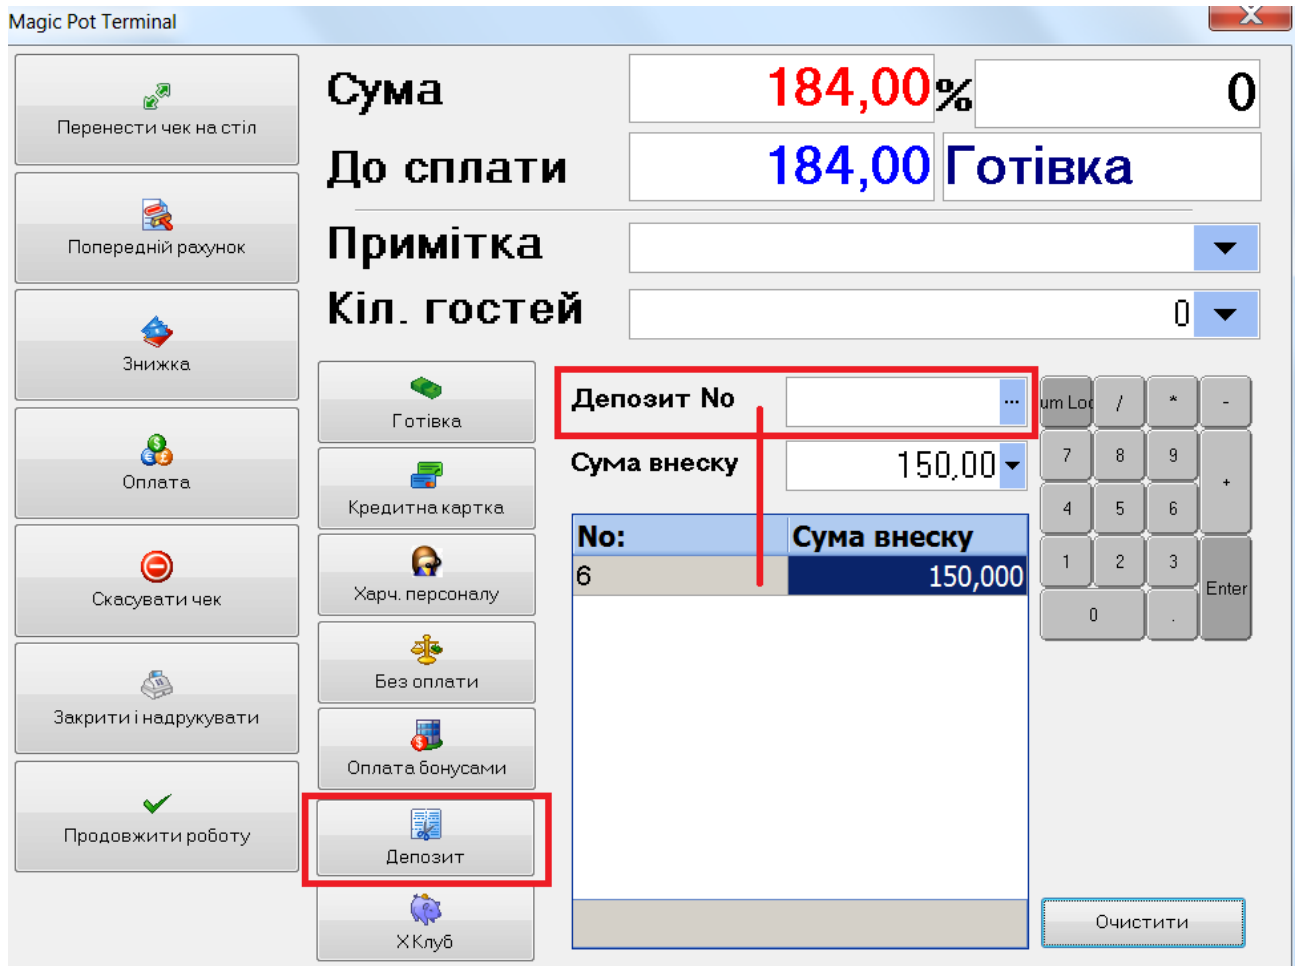 Magic Pot Terminal
X
Перенести чек на стіл
Попередній рахунок
Знижка
Оплата
Скасувати чек
Закрити і надрукувати
Продовжити роботу
Сума 184,00 % 0
До сплати 184,00 Готівка
Примітка
Кіл. гостей 0
Готівка
Кредитна картка
Харч. персоналу
Без оплати
Оплата бонусами
Депозит
Х Клуб
Депозит No ...
Сума внеску 150,00
No: Сума внеску
6 150,000
um Loc / * -
7 8 9 +
4 5 6
1 2 3 Enter
0 .
Очистити